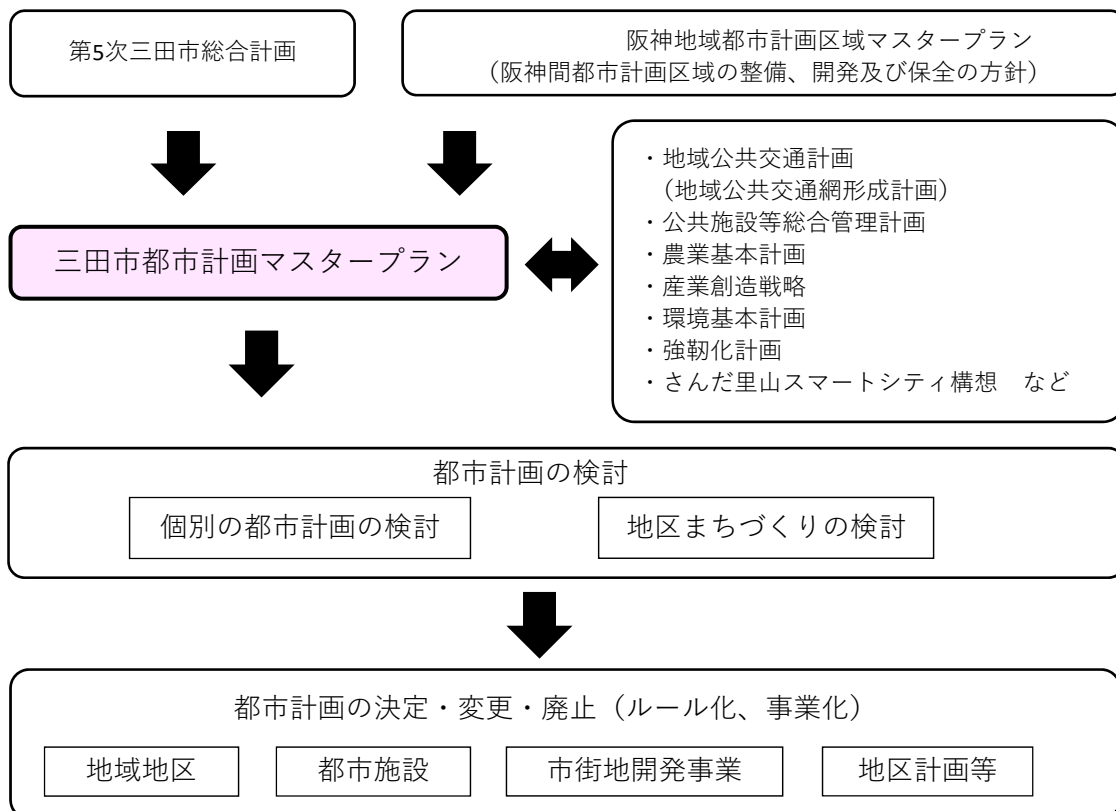 第5次三田市総合計画
阪神地域都市計画区域マスタープラン
（阪神間都市計画区域の整備、開発及び保全の方針）
・地域公共交通計画
（地域公共交通網形成計画）
・公共施設等総合管理計画
・農業基本計画
・産業創造戦略
・環境基本計画
・強靭化計画
・さんだ里山スマートシティ構想　など
三田市都市計画マスタープラン
都市計画の検討
個別の都市計画の検討
地区まちづくりの検討
都市計画の決定・変更・廃止（ルール化、事業化）
地域地区
都市施設
市街地開発事業
地区計画等